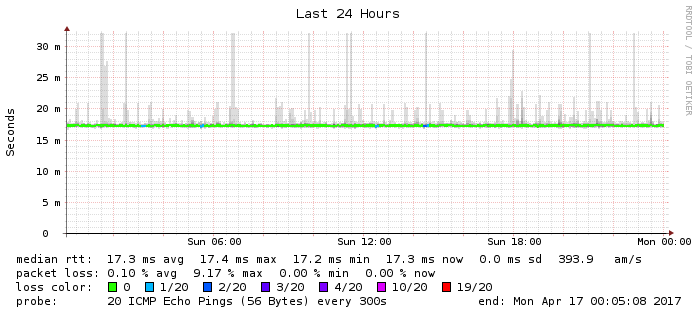 Last 24 Hours
RRDTOOL / TOBI OETIKER
Seconds
30 m
25 m
20 m
15 m
10 m
5 m
0
Sun 06:00 Sun 12:00 Sun 18:00 Mon 00:00
median rtt: 17.3 ms avg 17.4 ms max 17.2 ms min 17.3 ms now 0.0 ms sd 393.9 am/s
packet loss: 0.10 % avg 9.17 % max 0.00 % min 0.00 % now
loss color: 0 1/20 2/20 3/20 4/20 10/20 19/20
probe: 20 ICMP Echo Pings (56 Bytes) every 300s end: Mon Apr 17 00:05:08 2017